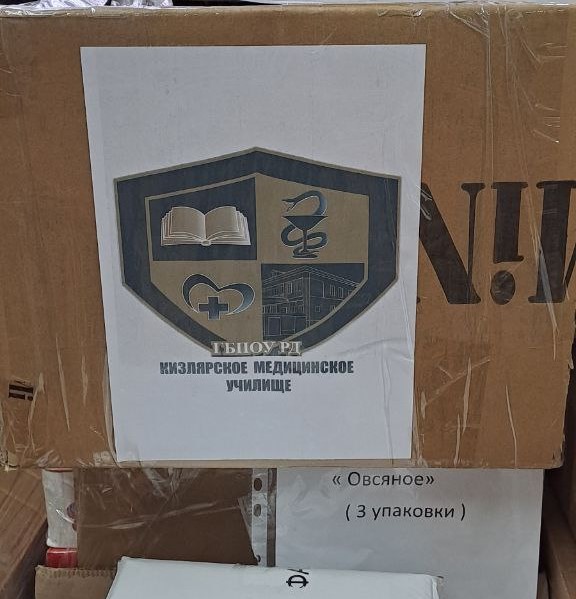 ГБПОУ РД
КИЗЛЯРСКОЕ МЕДИЦИНСКОЕ
УЧИЛИЩЕ
« Овсяное»
( 3 упаковки )